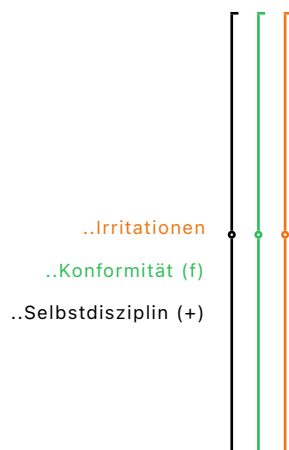 ..Irritationen
..Konformität (f)
..Selbstdisziplin (+)